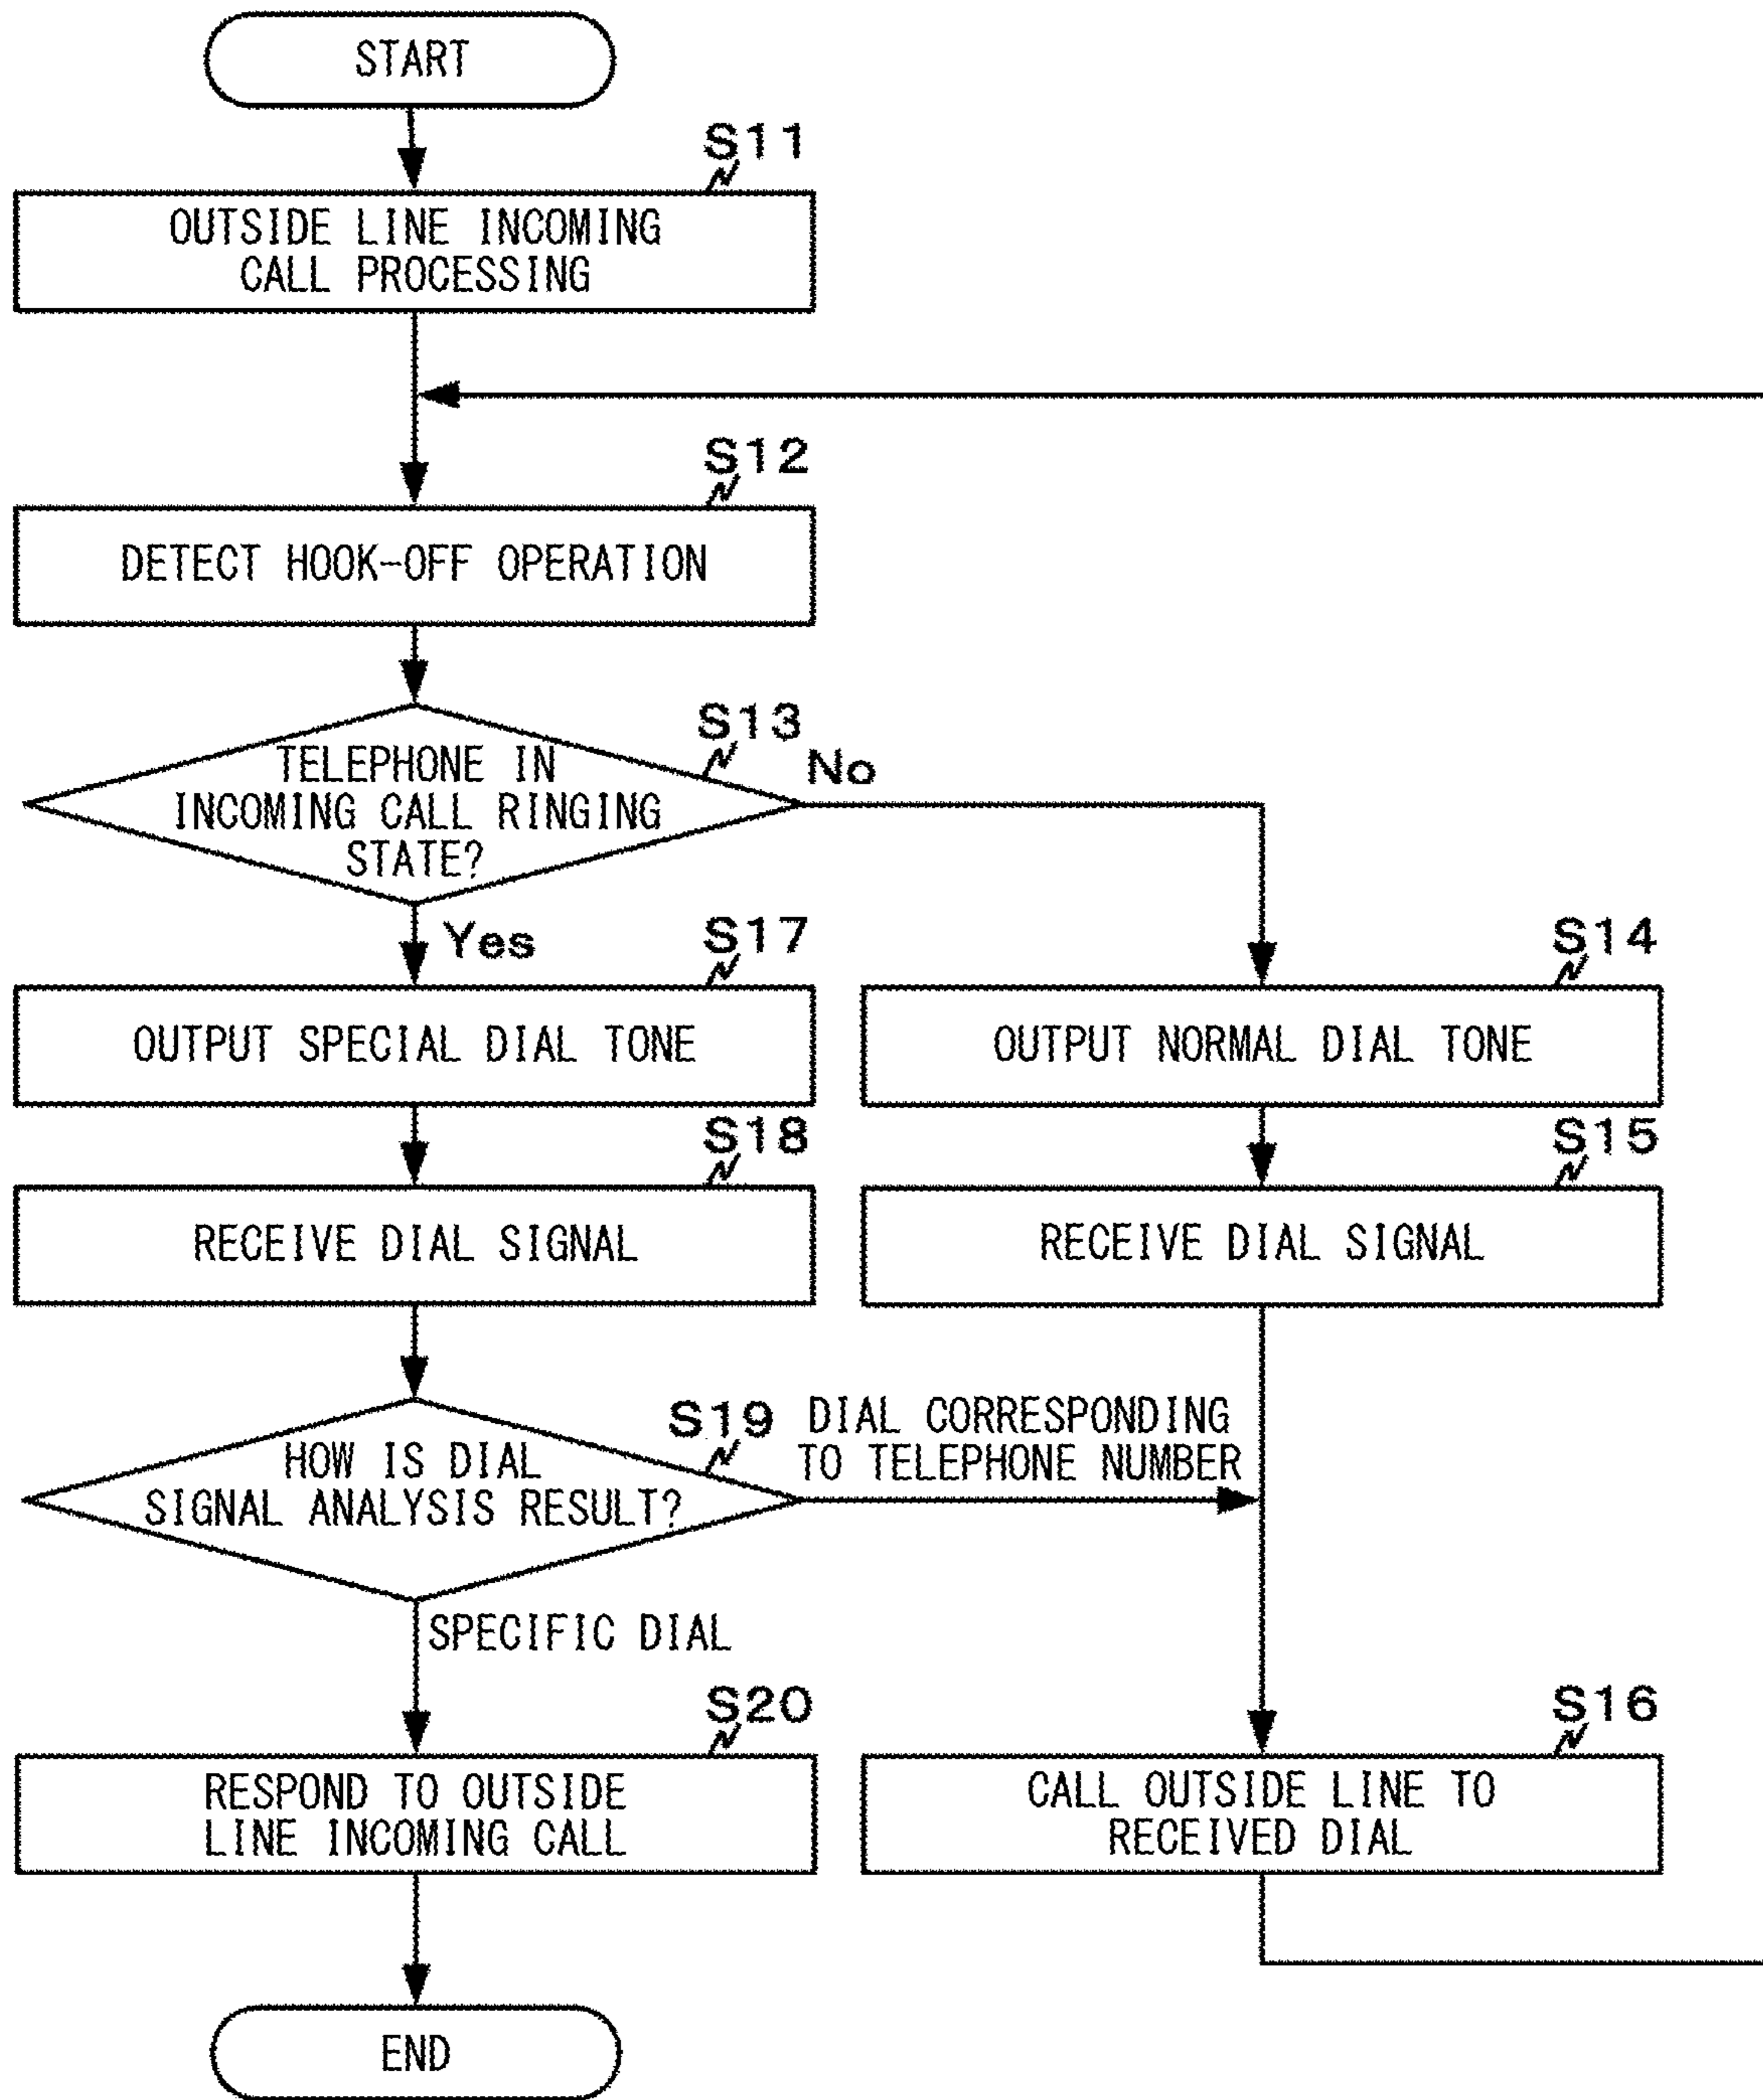 START
S11
OUTSIDE LINE INCOMING
CALL PROCESSING
S12
DETECT HOOK-OFF OPERATION
S13
TELEPHONE IN
INCOMING CALL RINGING
STATE?
No
Yes
S17
OUTPUT SPECIAL DIAL TONE
S14
OUTPUT NORMAL DIAL TONE
S18
RECEIVE DIAL SIGNAL
S15
RECEIVE DIAL SIGNAL
S19
HOW IS DIAL
SIGNAL ANALYSIS RESULT?
DIAL CORRESPONDING
TO TELEPHONE NUMBER
SPECIFIC DIAL
S20
RESPOND TO OUTSIDE
LINE INCOMING CALL
S16
CALL OUTSIDE LINE TO
RECEIVED DIAL
END